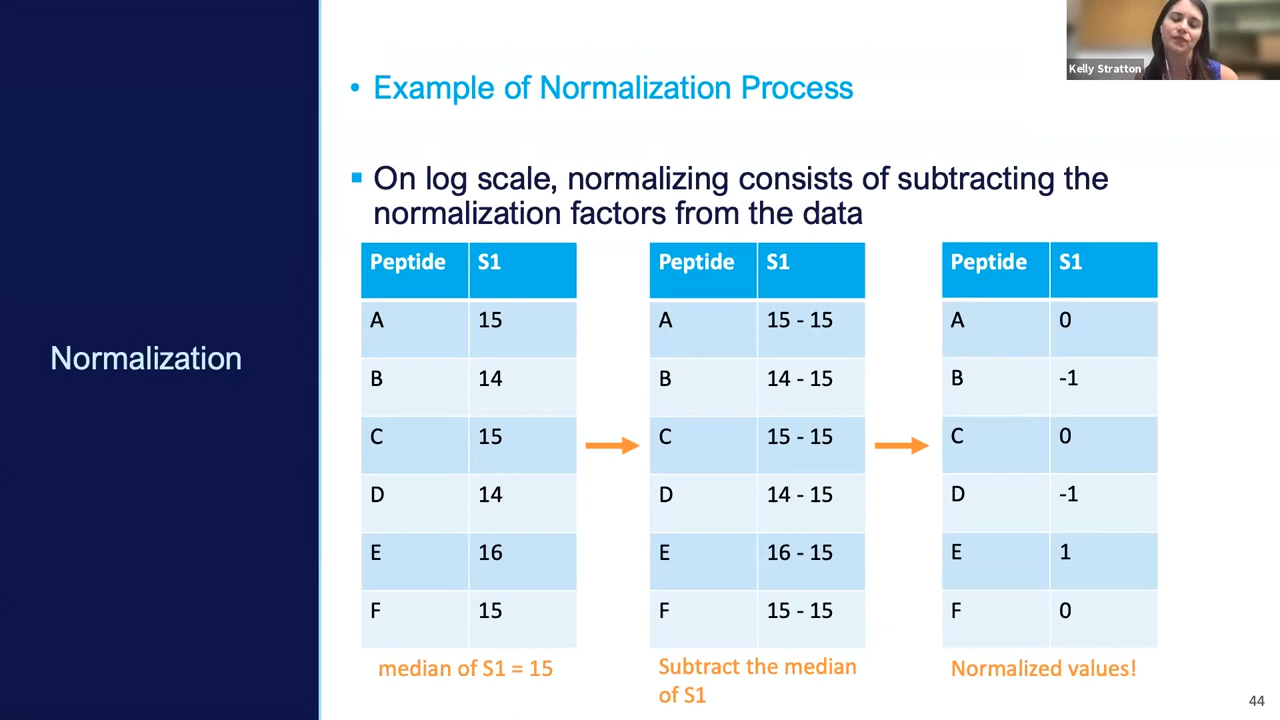 Kelly Stratton
• Example of Normalization Process
▪ On log scale, normalizing consists of subtracting the
normalization factors from the data
Normalization
Peptide S1
A 15
B 14
C 15
D 14
E 16
F 15
median of S1 = 15
Peptide S1
A 15 - 15
B 14 - 15
C 15 - 15
D 14 - 15
E 16 - 15
F 15 - 15
Subtract the median
of S1
Peptide S1
A 0
B -1
C 0
D -1
E 1
F 0
Normalized values!
44